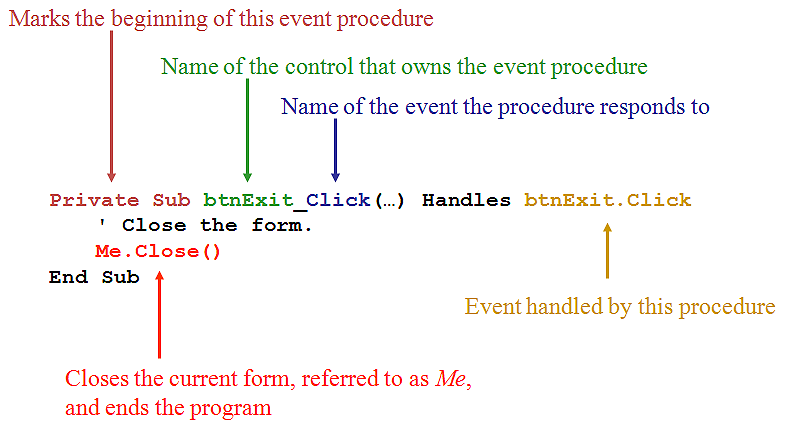 Marks the beginning of this event procedure
Name of the control that owns the event procedure
Name of the event the procedure responds to
Private Sub btnExit_Click(…) Handles btnExit.Click
' Close the form.
Me.Close()
End Sub
Event handled by this procedure
Closes the current form, referred to as Me,
and ends the program